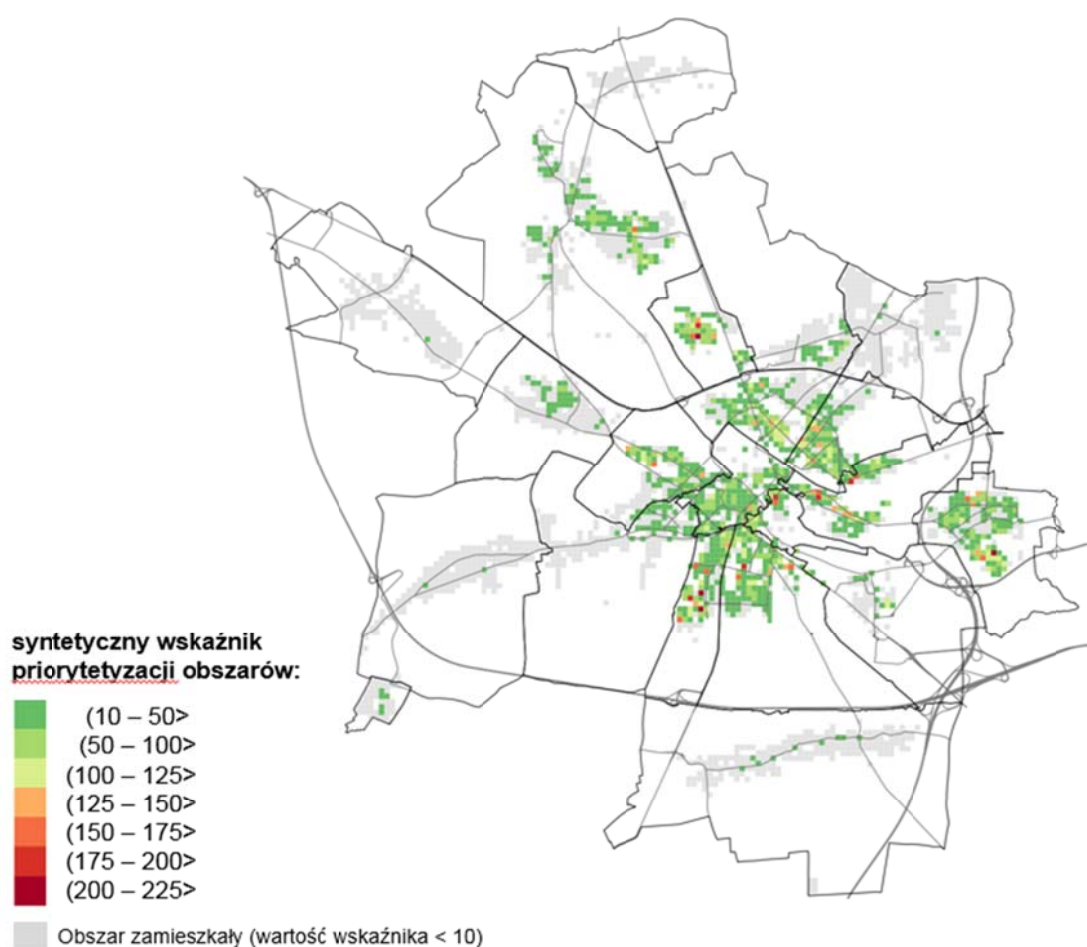 syntetyczny wskaźnik
priorytetyzacji obszarów:
(10 – 50>
(50 – 100>
(100 – 125>
(125 – 150>
(150 – 175>
(175 – 200>
(200 – 225>
Obszar zamieszkały (wartość wskaźnika < 10)